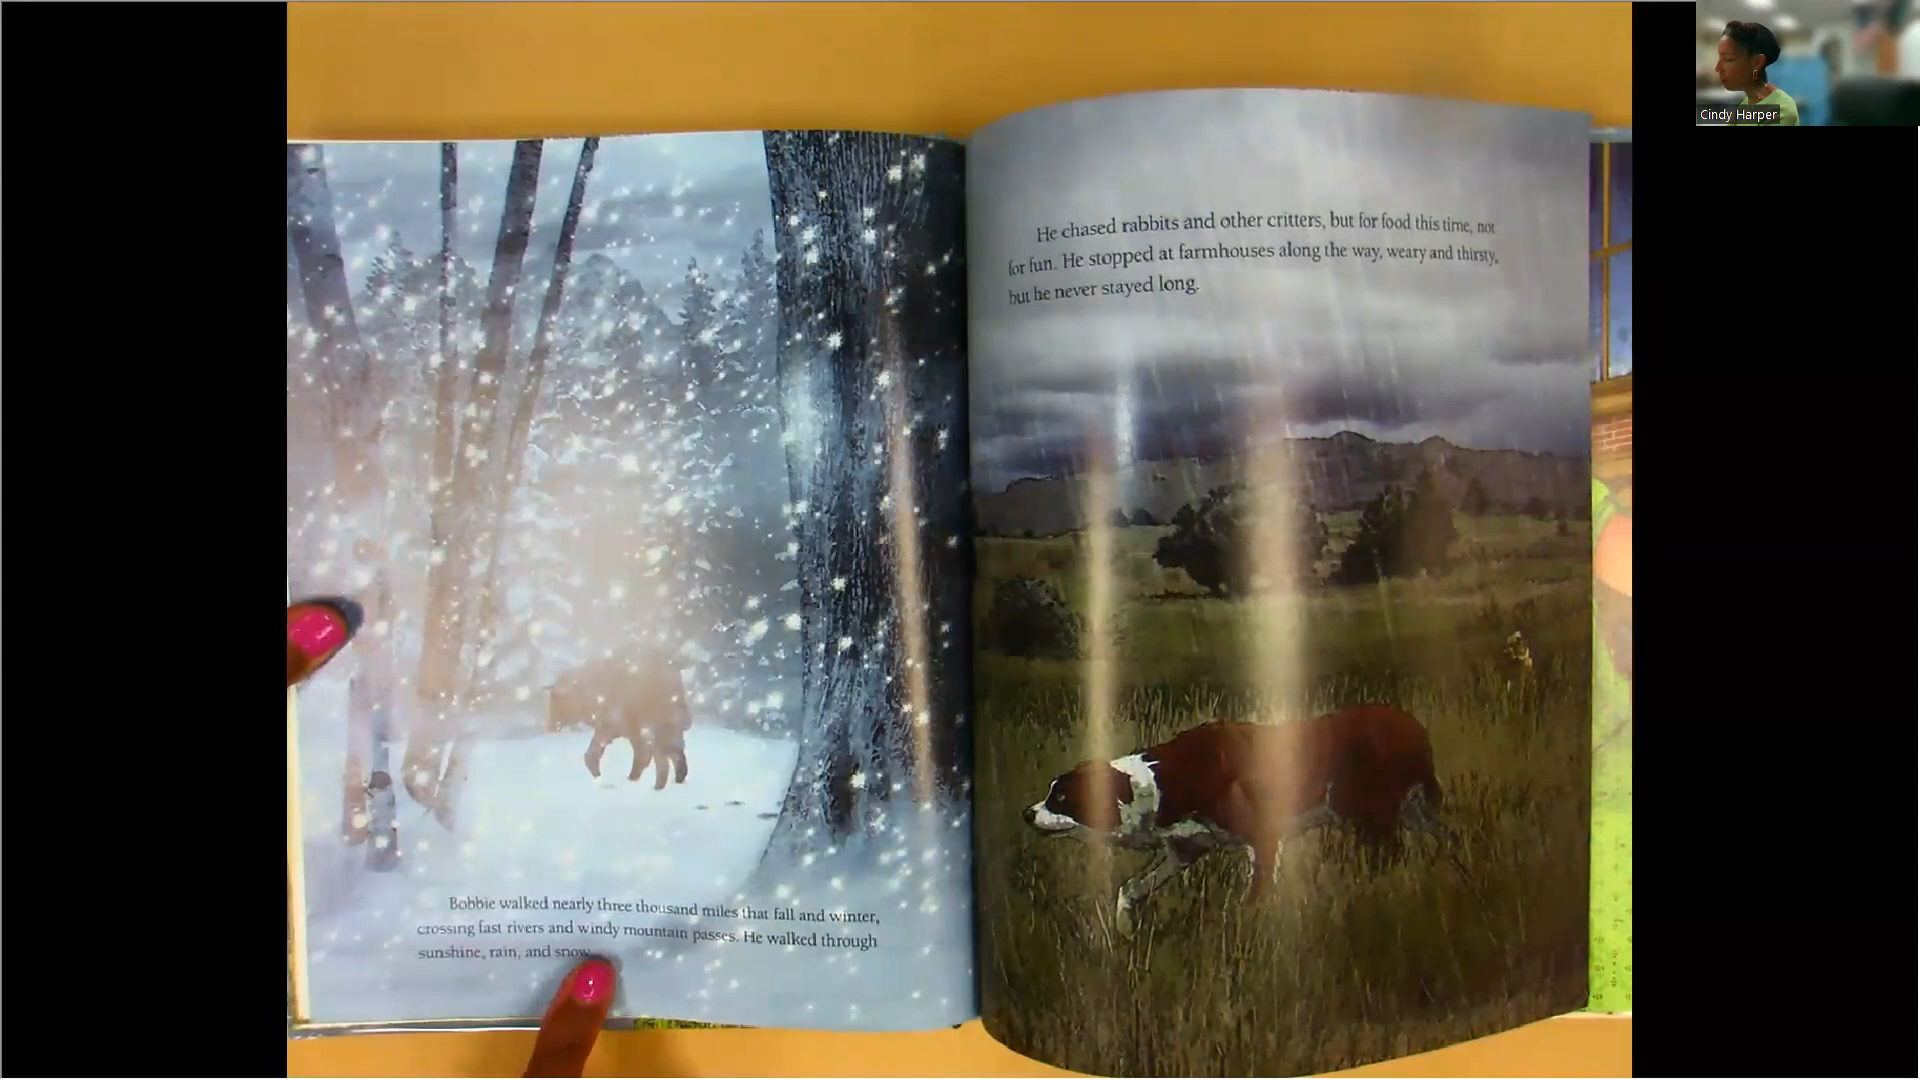 Bobbie walked nearly three thousand miles that fall and winter,
crossing fast rivers and windy mountain passes. He walked through
sunshine, rain, and snow.
He chased rabbits and other critters, but for food this time, not
for fun. He stopped at farmhouses along the way, weary and thirsty,
but he never stayed long.
Cindy Harper